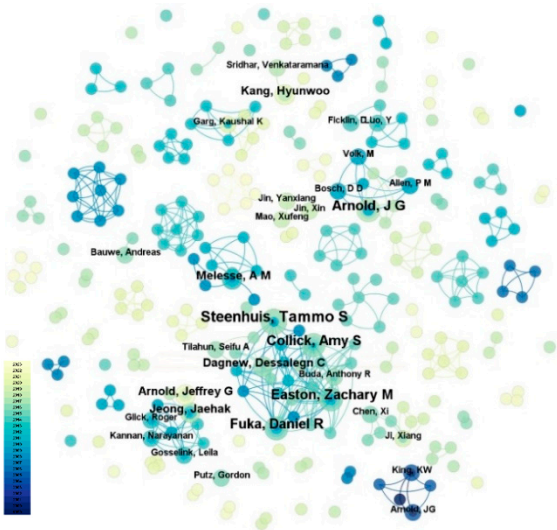 Sridhar, Venkataramana
Kang, Hyunwoo
Garg, Kaushal K
Ficklin, D
Luo, Y
Volk, M
Bosch, D D
Allen, P M
Jin, Yanxiang
Arnold, J G
Jin, Xin
Mao, Xufeng
Bauwe, Andreas
Melesse, A M
Steenhuis, Tammo S
Collick, Amy S
Tilahun, Seifu A
Dagnew, Dessalegn C
Buda, Anthony R
Arnold, Jeffrey G
Easton, Zachary M
Jeong, Jaehak
Chen, Xi
Glick, Roger
Fuka, Daniel R
Kannan, Narayanan
Ji, Xiang
Gosselink, Leila
Putz, Gordon
King, KW
Arnold, JG